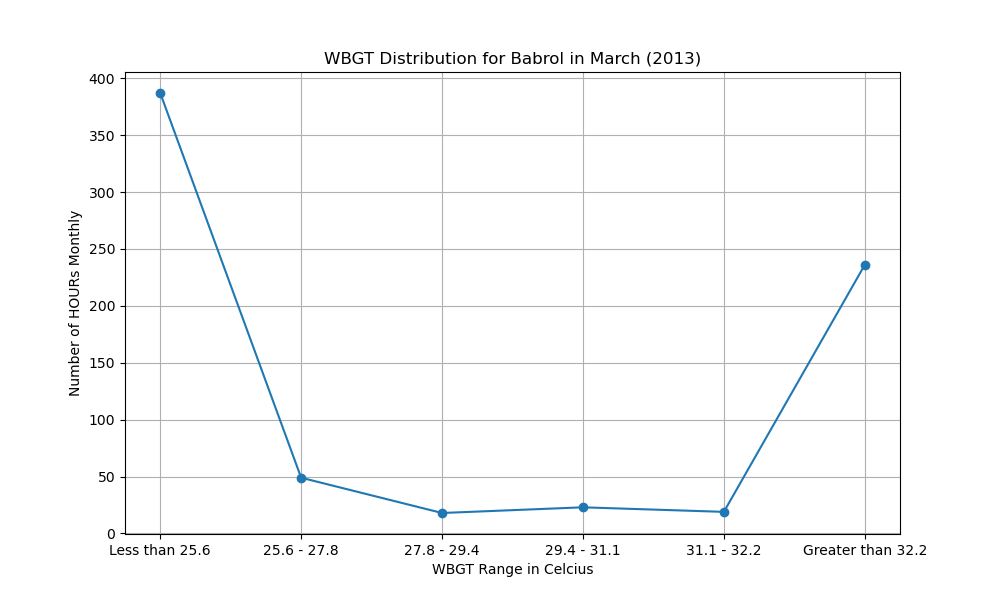 WBGT Distribution for Babrol in March (2013)
Number of HOURs Monthly
400
350
300
250
200
150
100
50
0
Less than 25.6 25.6 - 27.8 27.8 - 29.4 29.4 - 31.1 31.1 - 32.2 Greater than 32.2
WBGT Range in Celcius